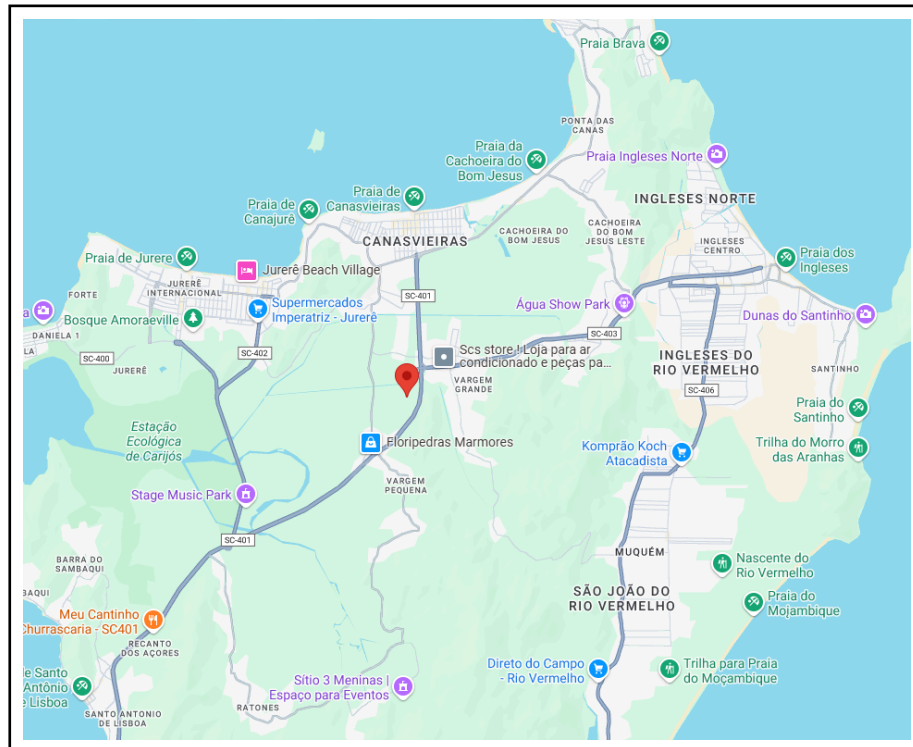 Praia Brava
PONTA DAS
CANAS
Praia da
Cachoeira do
Bom Jesus
Praia Ingleses Norte
Praia de
Canasvieiras
INGLESES NORTE
Praia de
Canajurê
CANASVIEIRAS
CACHOEIRA DO
BOM JESUS
CACHOEIRA
DO BOM
JESUS LESTE
INGLESES
CENTRO
Praia de Jurere
Praia dos
Ingleses
Jurerê Beach Village
FORTE
JURERÊ
INTERNACIONAL
SC-401
Água Show Park
a
Supermercados
Imperatriz - Jurerê
Bosque Amoraeville
Dunas do Santinho
DANIELA 1
LA
SC-403
SC-402
SC-400
Scs store ! Loja para ar
condicionado e peças pa...
INGLESES DO
RIO VERMELHO
JURERÊ
VARGEM
GRANDE
SANTINHO
SC-406
Praia do
Santinho
Estação
Ecológica
de Carijós
Floripedras Marmores
Komprão Koch
Atacadista
Trilha do Morro
das Aranhas
VARGEM
PEQUENA
Stage Music Park
SC-401
MUQUÉM
BARRA DO
SAMBAQUI
Nascente do
Rio Vermelho
BAQUI
SÃO JOÃO DO
RIO VERMELHO
Praia do
Mojambique
Meu Cantinho
Churrascaria - SC401
RECANTO
DOS AÇORES
Direto do Campo
- Rio Vermelho
Trilha para Praia
do Moçambique
de Santo
Antônio
de Lisboa
Sítio 3 Meninas |
Espaço para Eventos
RATONES
SANTO ANTONIO
DE LISBOA